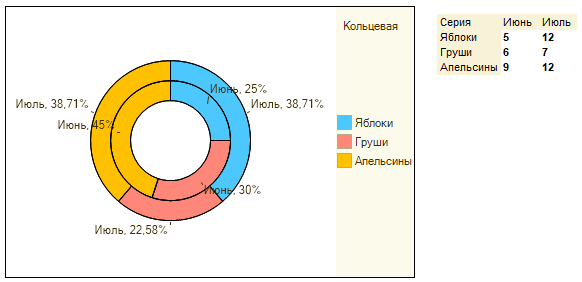 Кольцевая
Июнь, 25%
Июль, 38,71%
Июль, 38,71%
Июнь, 45%
Июнь, 30%
Июль, 22,58%
Яблоки
Груши
Апельсины
Серия Июнь Июль
Яблоки 5 12
Груши 6 7
Апельсины 9 12